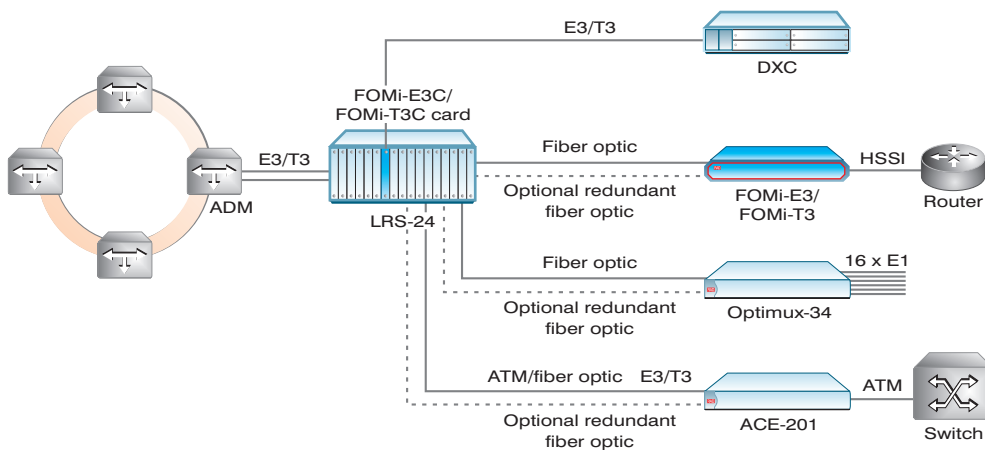 E3/T3
DXC
FOMi-E3C/
FOMi-T3C card
E3/T3
ADM
LRS-24
Fiber optic
Optional redundant
fiber optic
FOMi-E3/
FOMi-T3
HSSI
Router
Fiber optic
Optional redundant
fiber optic
16 x E1
Optimux-34
ATM/fiber optic E3/T3
Optional redundant
fiber optic
ACE-201
ATM
Switch